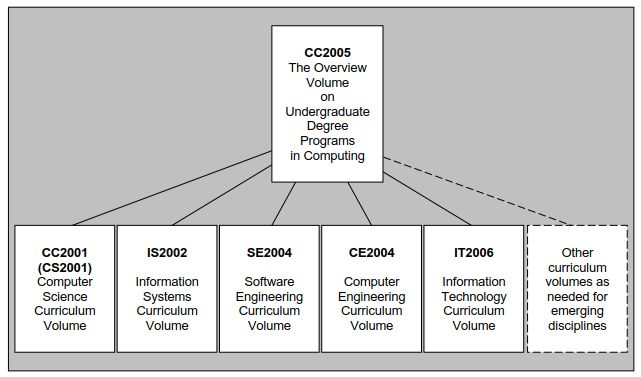 CC2005
The Overview
Volume
on
Undergraduate
Degree
Programs
in Computing
CC2001
(CS2001)
Computer
Science
Curriculum
Volume
IS2002
Information
Systems
Curriculum
Volume
SE2004
Software
Engineering
Curriculum
Volume
CE2004
Computer
Engineering
Curriculum
Volume
IT2006
Information
Technology
Curriculum
Volume
Other
curriculum
volumes as
needed for
emerging
disciplines